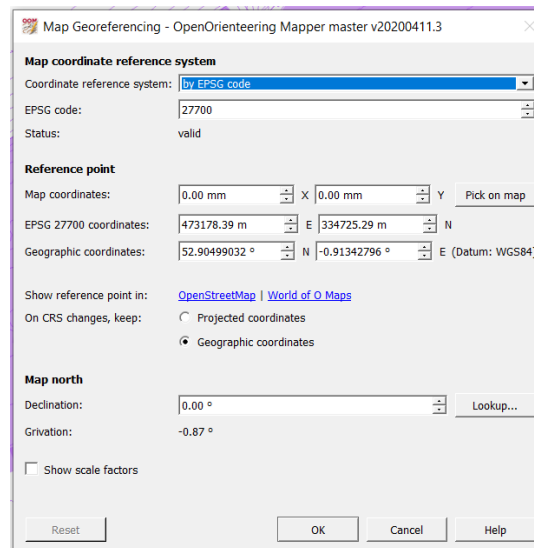 Map Georeferencing - OpenOrienteering Mapper master v20200411.3
Map coordinate reference system
Coordinate reference system: by EPSG code
EPSG code: 27700
Status: valid
Reference point
Map coordinates: 0.00 mm X 0.00 mm Y Pick on map
EPSG 27700 coordinates: 473178.39 m E 334725.29 m N
Geographic coordinates: 52.90499032 º N -0.91342796 º E (Datum: WGS84)
Show reference point in: OpenStreetMap | World of O Maps
On CRS changes, keep: Projected coordinates
Geographic coordinates
Map north
Declination: 0.00 º Lookup...
Grivation: -0.87 º
Show scale factors
Reset OK Cancel Help